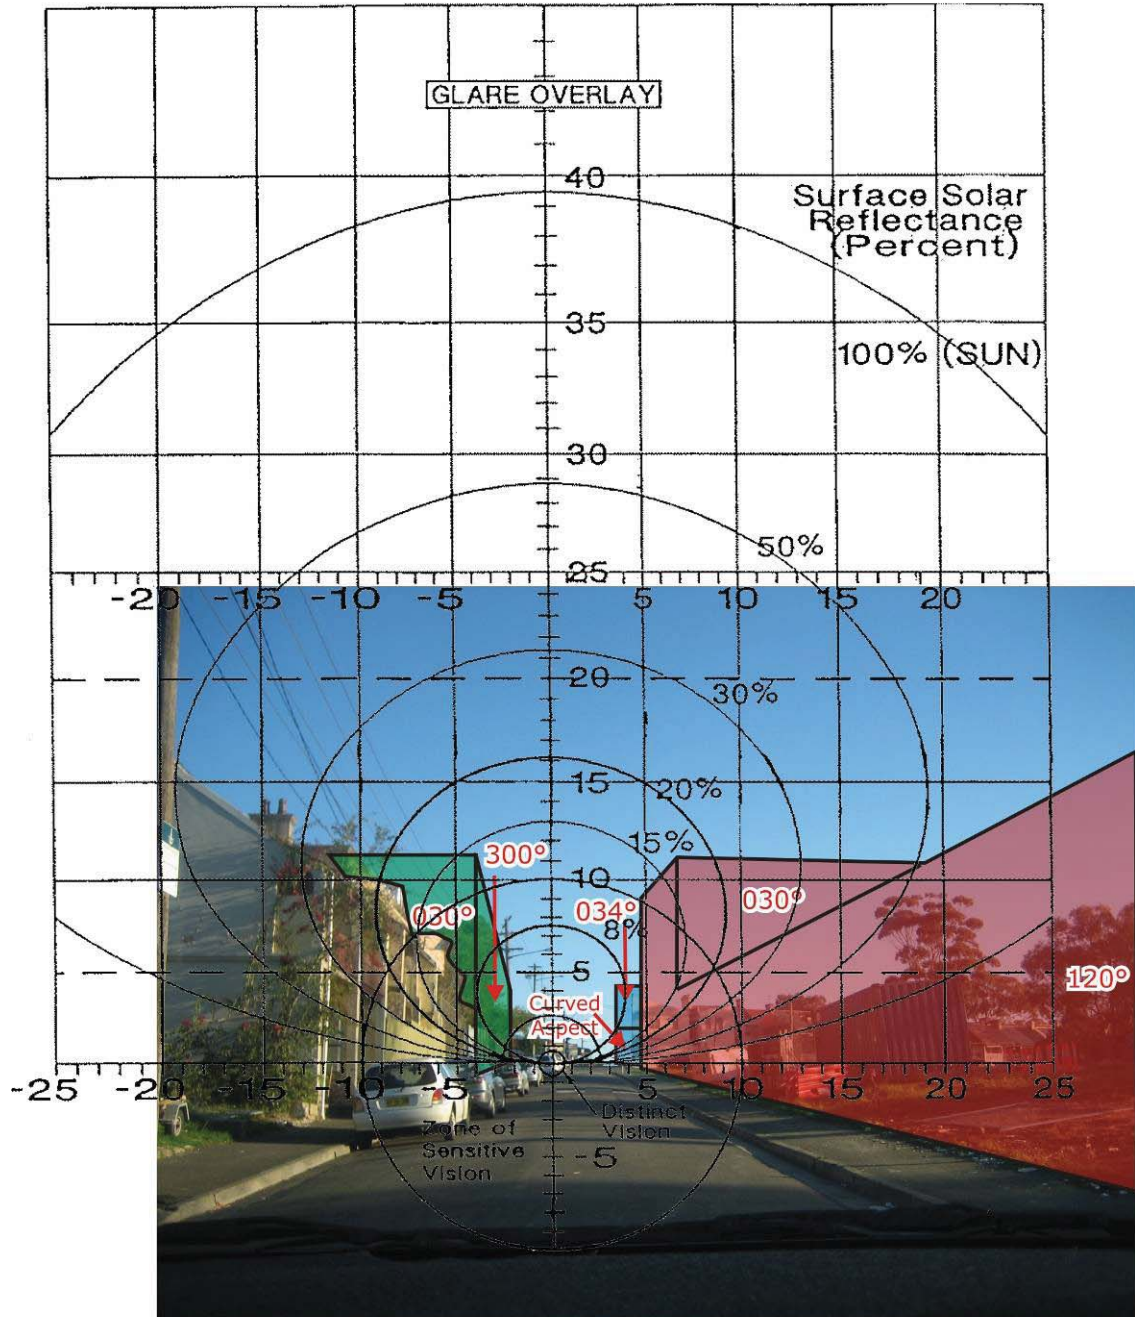 GLARE OVERLAY
40
Surface Solar
Reflectance
(Percent)
35
100% (SUN)
30
50%
25
-20 -15 -10 -5 5 10 15 20
20
30%
15
20%
15%
300°
10
030°
034°
030°
8%
5
120°
Curved
Aspect
-25 -20 -15 -10 -5 5 10 15 20 25
Distinct
Vision
Zone of
Sensitive
Vision
-5